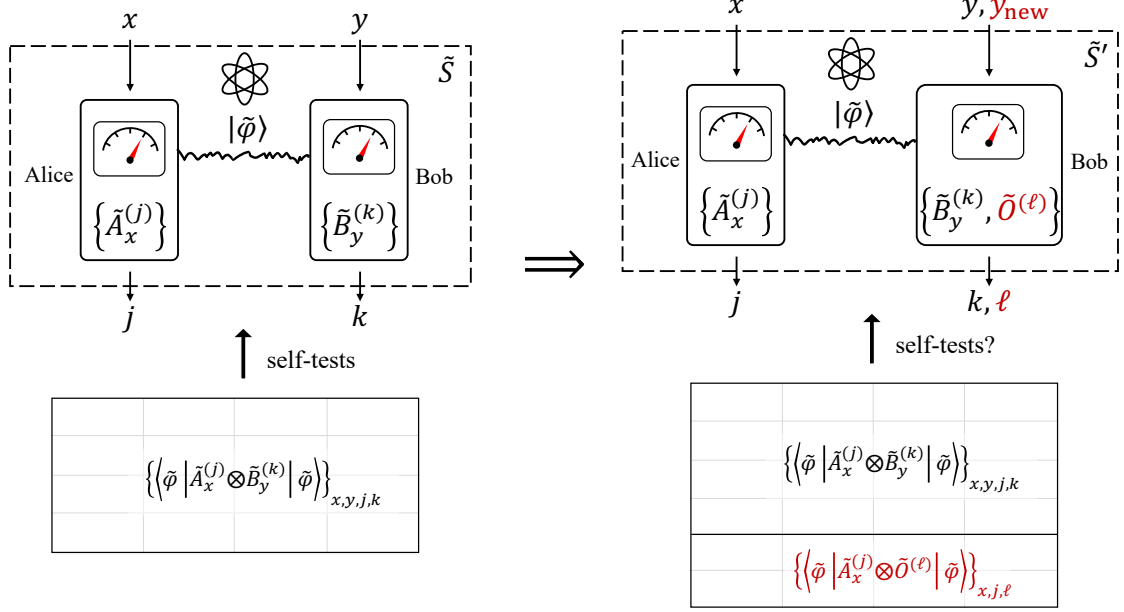 x y
S̃
|φ̃⟩
Alice Bob
{Ã_x^(j)} {B̃_y^(k)}
j k
self-tests
{⟨φ̃|Ã_x^(j)⊗B̃_y^(k)|φ̃⟩}_{x,y,j,k}
⟹
x y, y_new
S̃′
|φ̃⟩
Alice Bob
{Ã_x^(j)} {B̃_y^(k), Õ^(ℓ)}
j k, ℓ
self-tests?
{⟨φ̃|Ã_x^(j)⊗B̃_y^(k)|φ̃⟩}_{x,y,j,k}
{⟨φ̃|Ã_x^(j)⊗Õ^(ℓ)|φ̃⟩}_{x,j,ℓ}